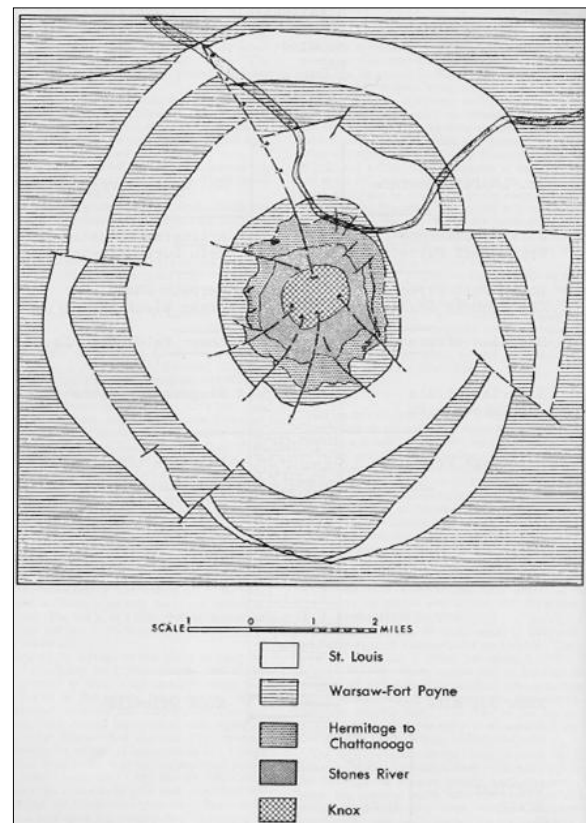 SCALE 1 0 1 2 MILES
St. Louis
Warsaw-Fort Payne
Hermitage to
Chattanooga
Stones River
Knox